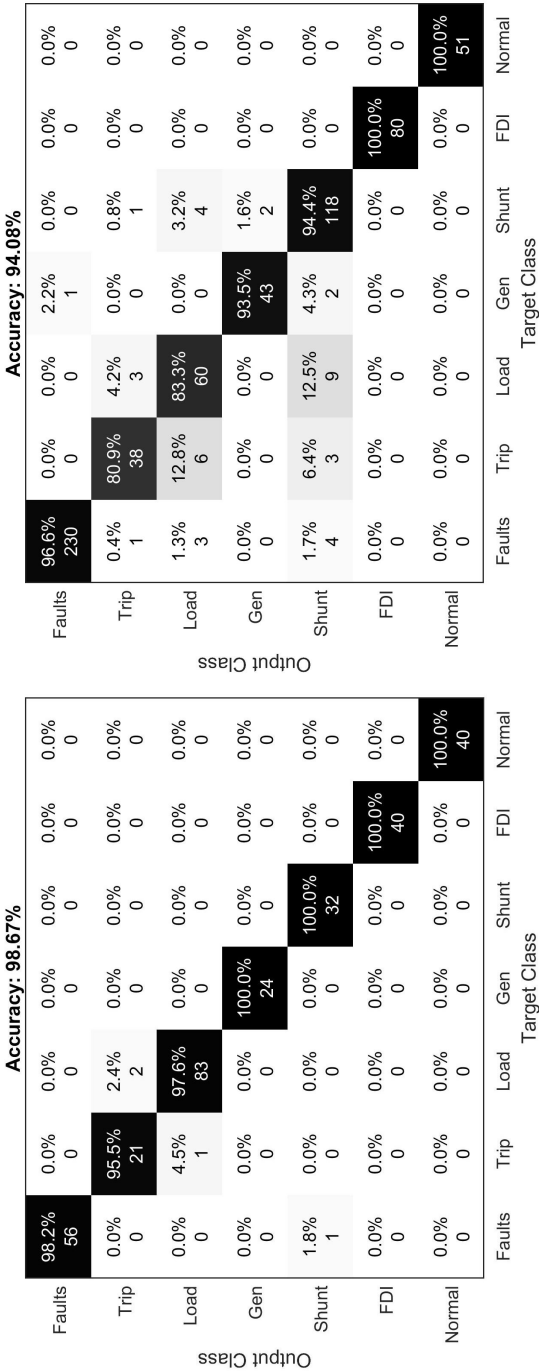 Accuracy: 98.67%
Faults
98.2% 0.0% 0.0% 0.0% 0.0% 0.0% 0.0%
56 0 0 0 0 0 0
Trip
0.0% 95.5% 2.4% 0.0% 0.0% 0.0% 0.0%
0 21 2 0 0 0 0
Load
0.0% 4.5% 97.6% 0.0% 0.0% 0.0% 0.0%
0 1 83 0 0 0 0
Gen
0.0% 0.0% 0.0% 100.0% 0.0% 0.0% 0.0%
0 0 0 24 0 0 0
Shunt
1.8% 0.0% 0.0% 0.0% 100.0% 0.0% 0.0%
1 0 0 0 32 0 0
FDI
0.0% 0.0% 0.0% 0.0% 0.0% 100.0% 0.0%
0 0 0 0 0 40 0
Normal
0.0% 0.0% 0.0% 0.0% 0.0% 0.0% 100.0%
0 0 0 0 0 0 40
Faults Trip Load Gen Shunt FDI Normal
Target Class
Output Class
Accuracy: 94.08%
Faults
96.6% 0.0% 0.0% 2.2% 0.0% 0.0% 0.0%
230 0 0 1 0 0 0
Trip
0.4% 80.9% 4.2% 0.0% 0.8% 0.0% 0.0%
1 38 3 0 1 0 0
Load
1.3% 12.8% 83.3% 0.0% 3.2% 0.0% 0.0%
3 6 60 0 4 0 0
Gen
0.0% 0.0% 0.0% 93.5% 1.6% 0.0% 0.0%
0 0 0 43 2 0 0
Shunt
1.7% 6.4% 12.5% 4.3% 94.4% 0.0% 0.0%
4 3 9 2 118 0 0
FDI
0.0% 0.0% 0.0% 0.0% 0.0% 100.0% 0.0%
0 0 0 0 0 80 0
Normal
0.0% 0.0% 0.0% 0.0% 0.0% 0.0% 100.0%
0 0 0 0 0 0 51
Faults Trip Load Gen Shunt FDI Normal
Target Class
Output Class